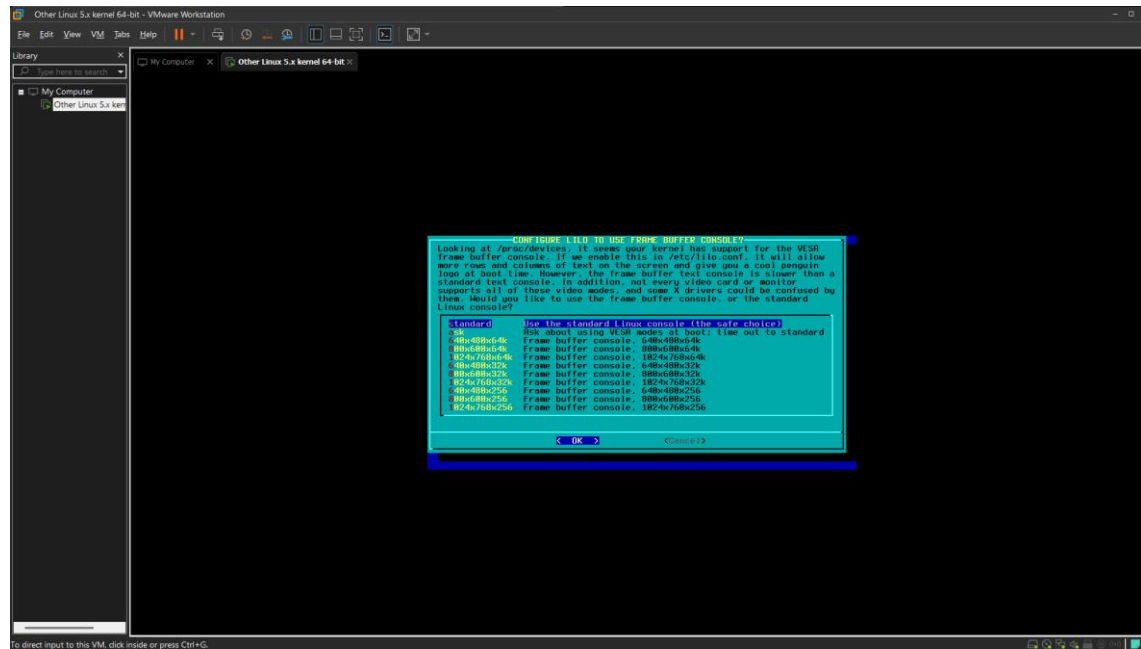 Other Linux 5.x kernel 64-bit - VMware Workstation
File Edit View VM Tabs Help
Library
Type here to search
My Computer
Other Linux 5.x kern
My Computer
Other Linux 5.x kernel 64-bit
CONFIGURE LILO TO USE FRAME BUFFER CONSOLE?
Looking at /proc/devices, it seems your kernel has support for the VESA
frame buffer console. If we enable this in /etc/lilo.conf, it will allow
more rows and columns of text on the screen and give you a cool penguin
logo at boot time. However, the frame buffer text console is slower than a
standard text console. In addition, not every video card or monitor
supports all of these video modes, and some X drivers could be confused by
them. Would you like to use the frame buffer console, or the standard
Linux console?
standard Use the standard Linux console (the safe choice)
ask Ask about using VESA modes at boot; time out to standard
640x480x64k Frame buffer console, 640x480x64k
800x600x64k Frame buffer console, 800x600x64k
1024x768x64k Frame buffer console, 1024x768x64k
640x480x32k Frame buffer console, 640x480x32k
800x600x32k Frame buffer console, 800x600x32k
1024x768x32k Frame buffer console, 1024x768x32k
640x480x256 Frame buffer console, 640x480x256
800x600x256 Frame buffer console, 800x600x256
1024x768x256 Frame buffer console, 1024x768x256
< OK > <Cancel>
To direct input to this VM, click inside or press Ctrl+G.